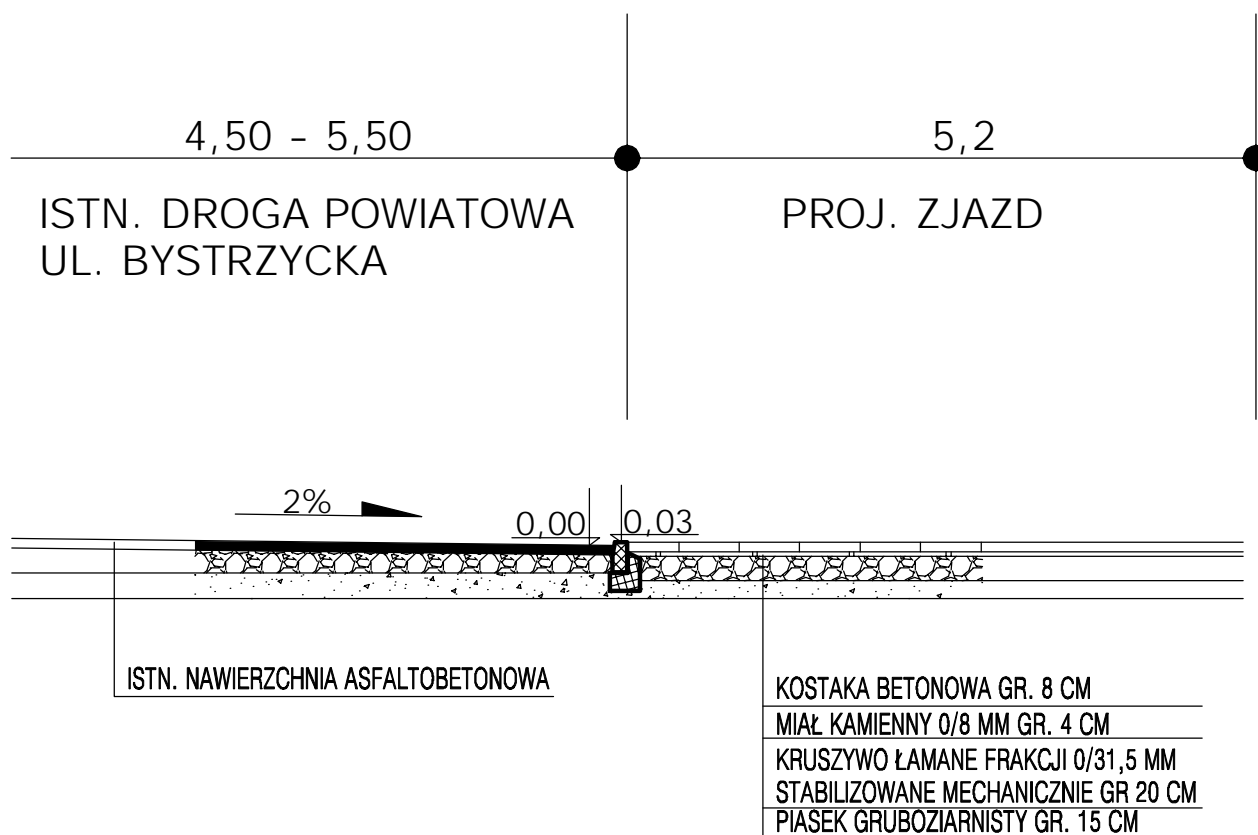 4,50 - 5,50
5,2
ISTN. DROGA POWIATOWA
UL. BYSTRZYCKA
PROJ. ZJAZD
2%
0,00
0,03
ISTN. NAWIERZCHNIA ASFALTOBETONOWA
KOSTAKA BETONOWA GR. 8 CM
MIAŁ KAMIENNY 0/8 MM GR. 4 CM
KRUSZYWO ŁAMANE FRAKCJI 0/31,5 MM
STABILIZOWANE MECHANICZNIE GR 20 CM
PIASEK GRUBOZIARNISTY GR. 15 CM